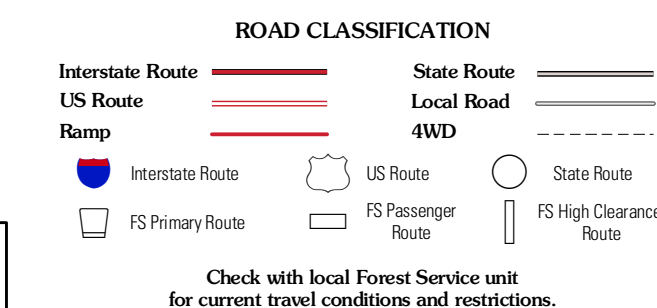 ROAD CLASSIFICATION
Interstate Route State Route
US Route Local Road
Ramp 4WD
Interstate Route US Route State Route
FS Primary Route FS Passenger Route FS High Clearance Route
Check with local Forest Service unit
for current travel conditions and restrictions.